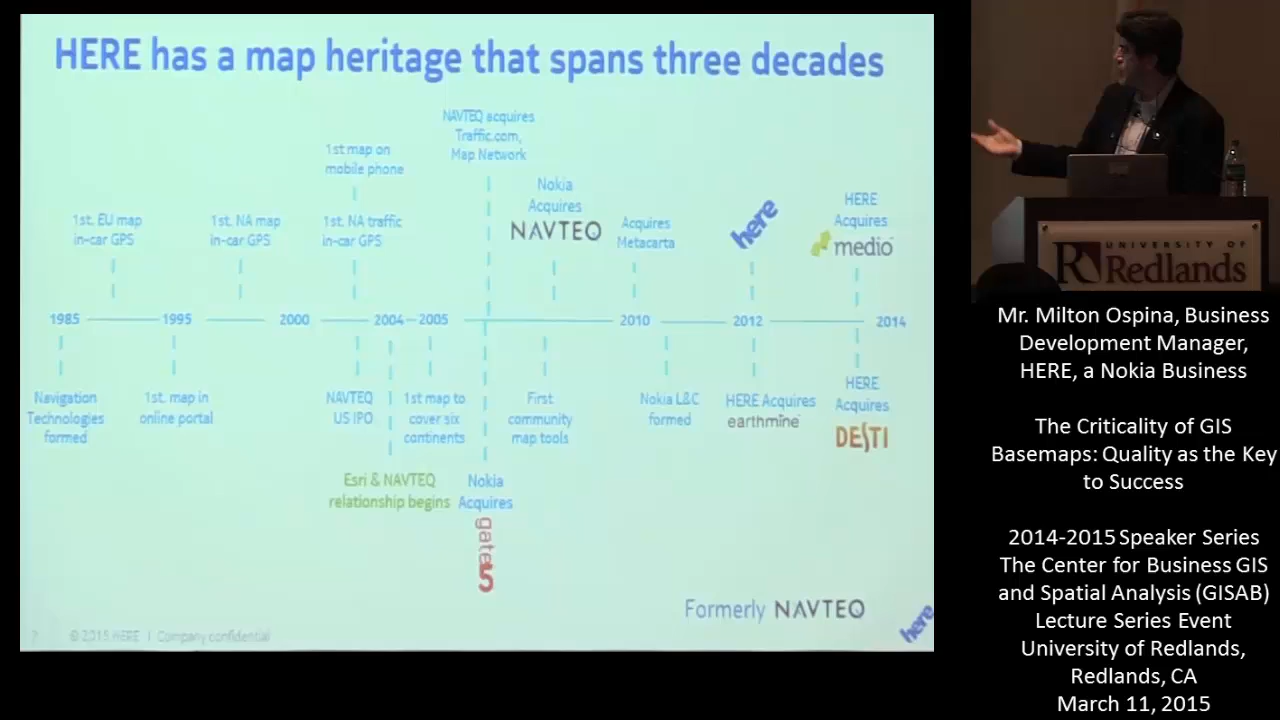 HERE has a map heritage that spans three decades
NAVTEQ acquires
Traffic.com,
Map Network
1st map on
mobile phone
Nokia
Acquires
NAVTEQ
1st. EU map
in-car GPS
1st. NA map
in-car GPS
1st. NA traffic
in-car GPS
Acquires
Metacarta
here
HERE
Acquires
medio
1985
1995
2000
2004
2005
2010
2012
2014
Navigation
Technologies
formed
1st. map in
online portal
NAVTEQ
US IPO
1st map to
cover six
continents
First
community
map tools
Nokia L&C
formed
HERE Acquires
earthmine
HERE
Acquires
DESTI
Esri & NAVTEQ
relationship begins
Nokia
Acquires
gate5
Formerly NAVTEQ
here
7
© 2015 HERE | Company confidential
UNIVERSITY OF
Redlands
Mr. Milton Ospina, Business
Development Manager,
HERE, a Nokia Business
The Criticality of GIS
Basemaps: Quality as the Key
to Success
2014-2015 Speaker Series
The Center for Business GIS
and Spatial Analysis (GISAB)
Lecture Series Event
University of Redlands,
Redlands, CA
March 11, 2015